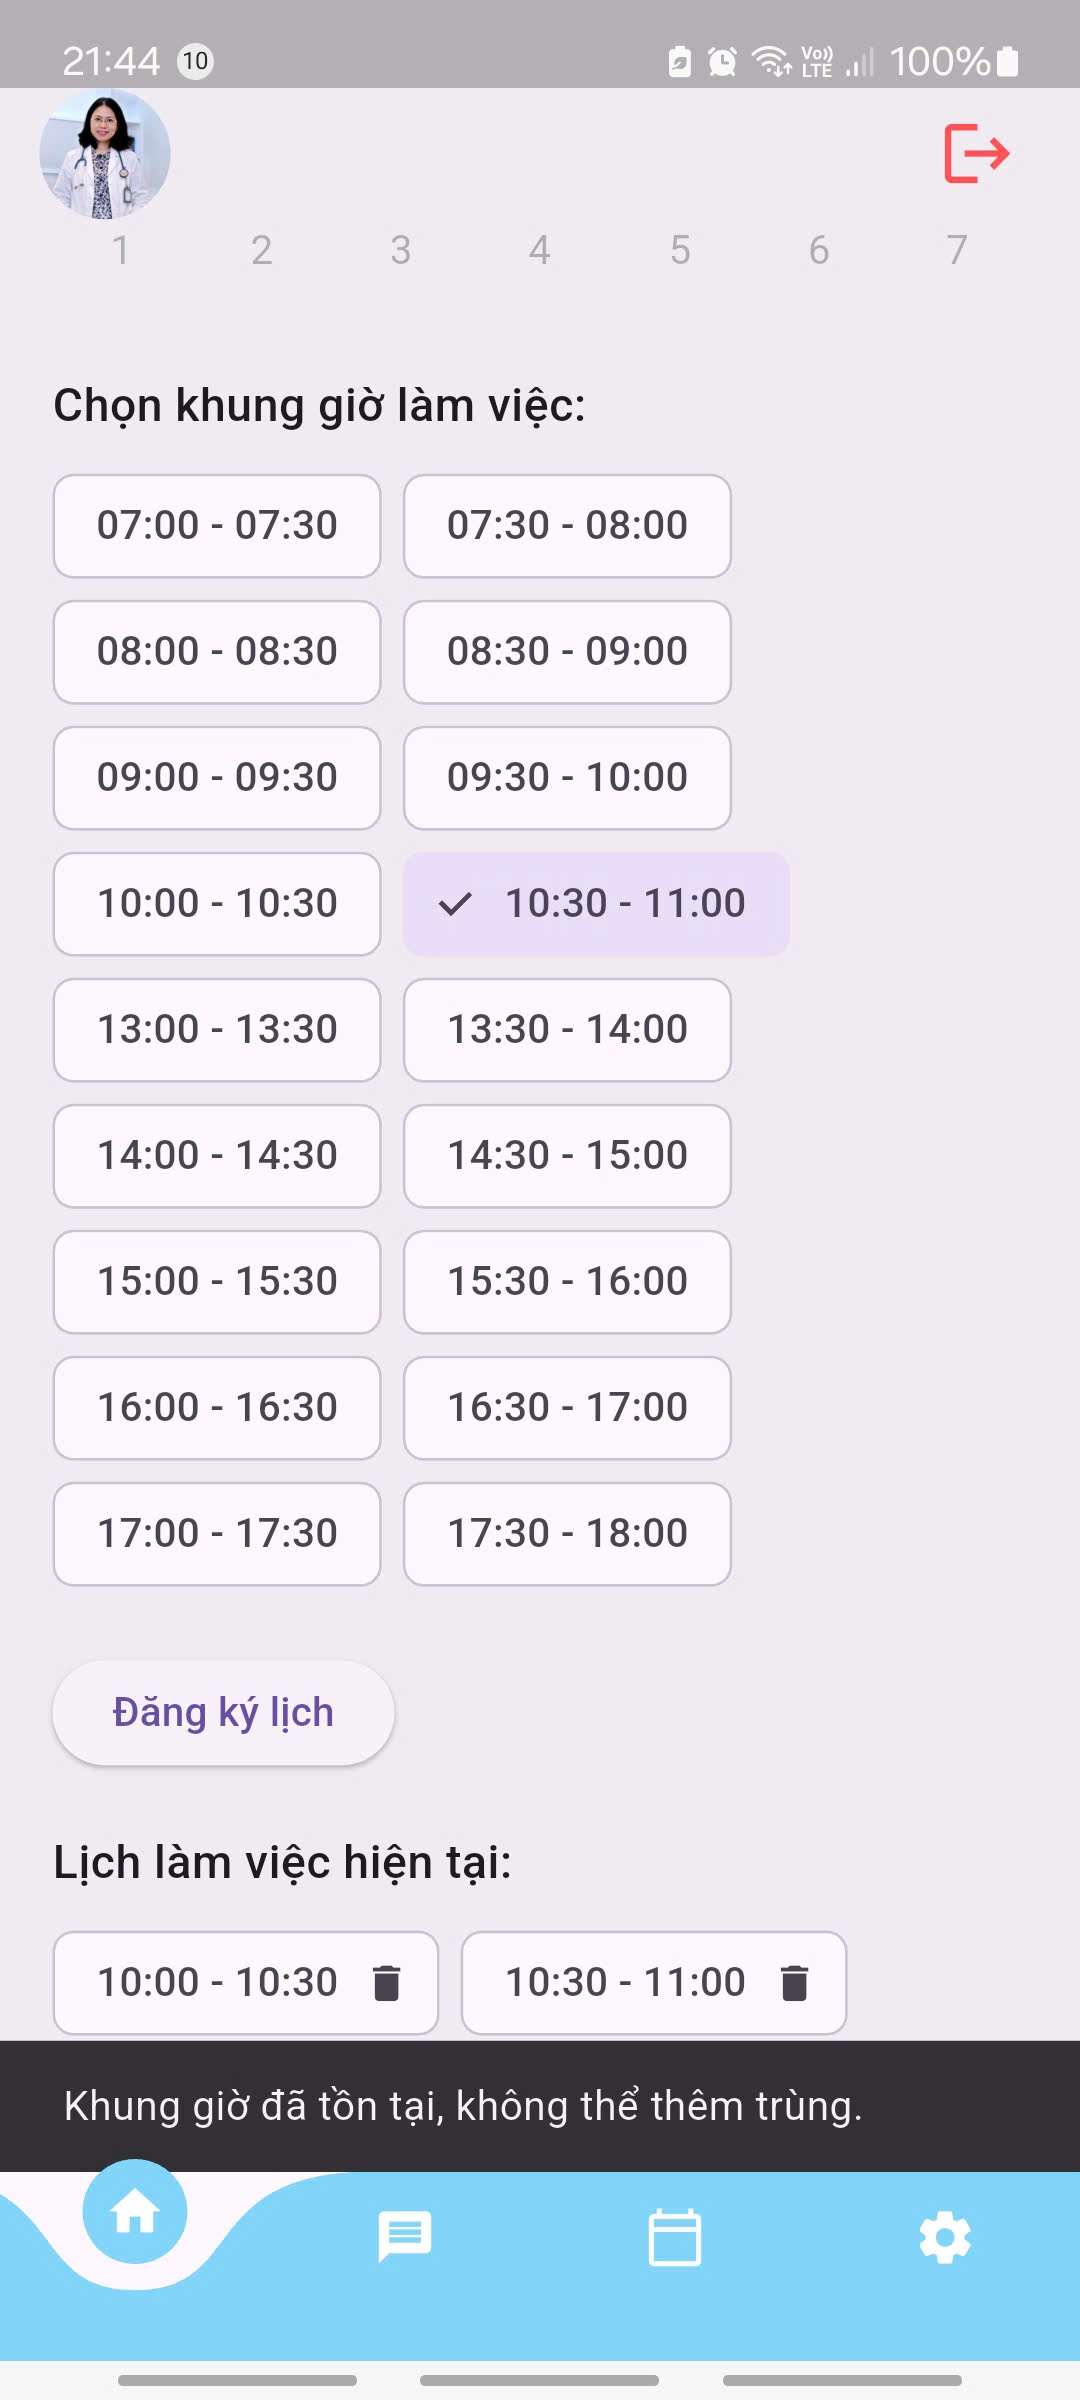 21:44 10 Vo)) LTE 100%
1 2 3 4 5 6 7
Chọn khung giờ làm việc:
07:00 - 07:30 07:30 - 08:00
08:00 - 08:30 08:30 - 09:00
09:00 - 09:30 09:30 - 10:00
10:00 - 10:30 10:30 - 11:00
13:00 - 13:30 13:30 - 14:00
14:00 - 14:30 14:30 - 15:00
15:00 - 15:30 15:30 - 16:00
16:00 - 16:30 16:30 - 17:00
17:00 - 17:30 17:30 - 18:00
Đăng ký lịch
Lịch làm việc hiện tại:
10:00 - 10:30 10:30 - 11:00
Khung giờ đã tồn tại, không thể thêm trùng.